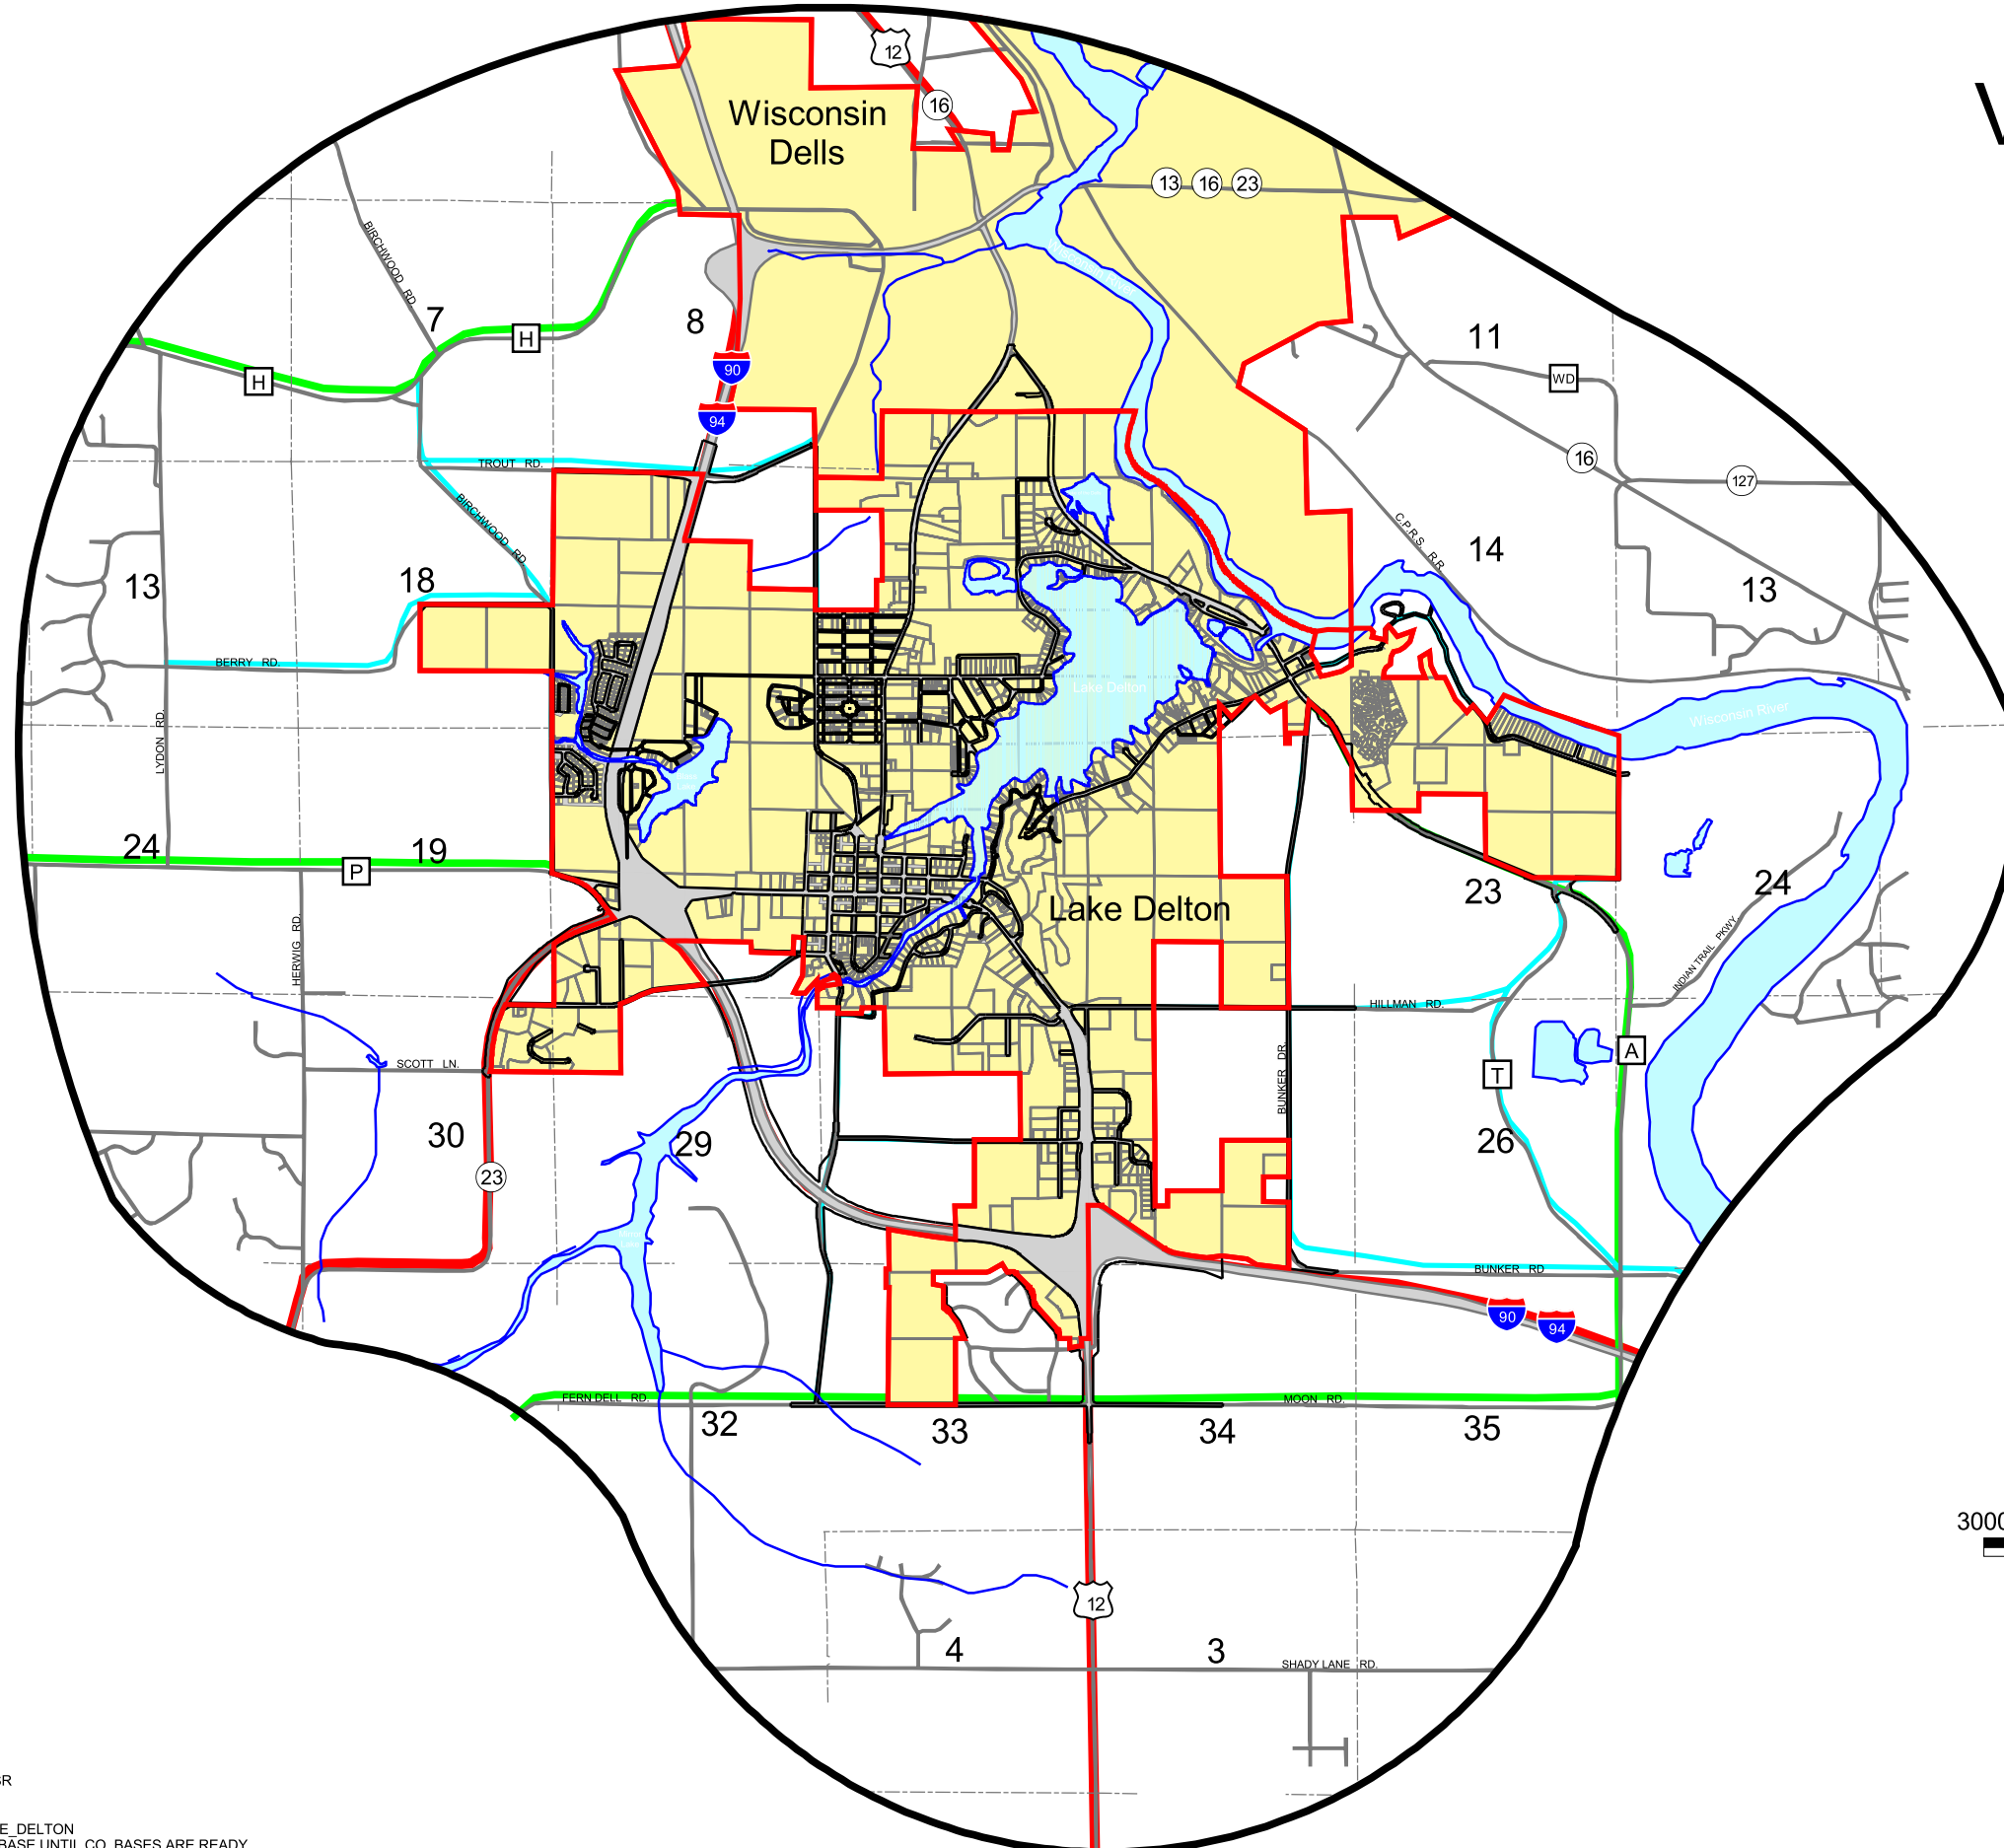 12
16
Wisconsin
Dells
13 16 23
BIRCHWOOD RD.
7
H
8
11
H
90
WD
94
TROUT RD.
16
127
BIRCHWOOD RD.
C.P.R.S. R.R.
14
13
18
13
BERRY RD.
Lake Delton
Wisconsin River
LYDON RD.
24
19
P
23
24
Lake Delton
HERWIG RD.
INDIAN TRAIL PKWY.
HILLMAN RD.
SCOTT LN.
BUNKER DR.
T
A
30
29
26
23
BUNKER RD
90
94
FERN DELL RD.
MOON RD.
32
33
34
35
3000
12
4
3
SHADY LANE RD.
SR
E_DELTON
BASE UNTIL CO. BASES ARE READY